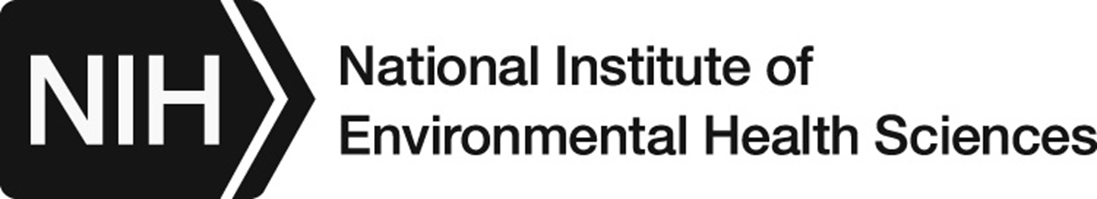 NIH
National Institute of
Environmental Health Sciences